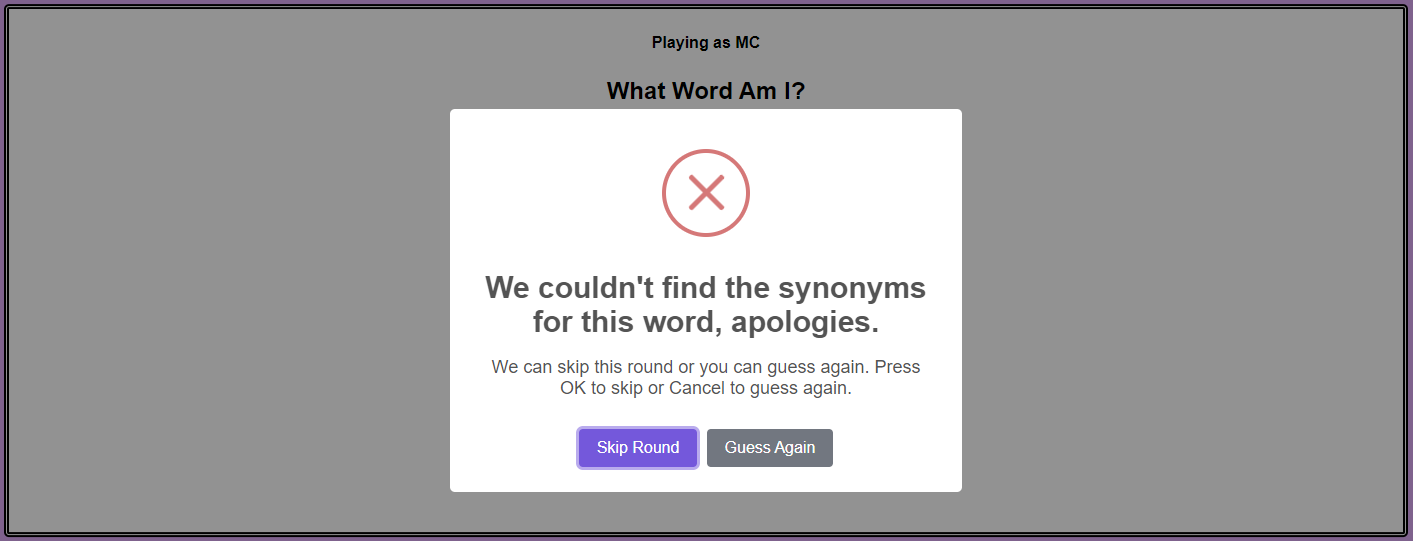 Playing as MC
What Word Am I?
We couldn't find the synonyms
for this word, apologies.
We can skip this round or you can guess again. Press
OK to skip or Cancel to guess again.
Skip Round
Guess Again